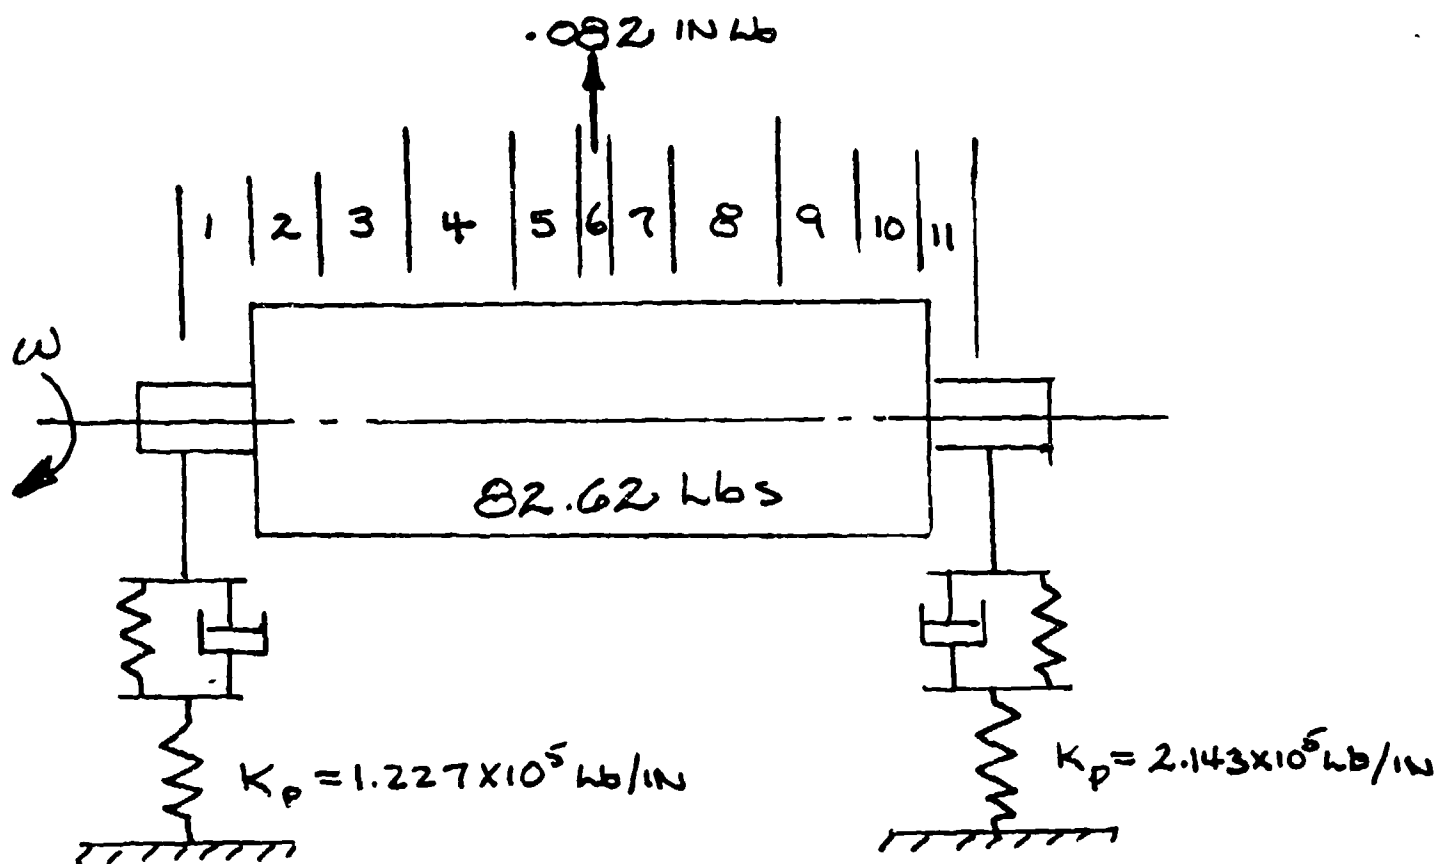 .082 IN Lb
1 2 3 4 5 6 7 8 9 10 11
ω
82.62 Lbs
Kp = 1.227X10⁵ Lb/IN
Kp = 2.143X10⁵ Lb/IN